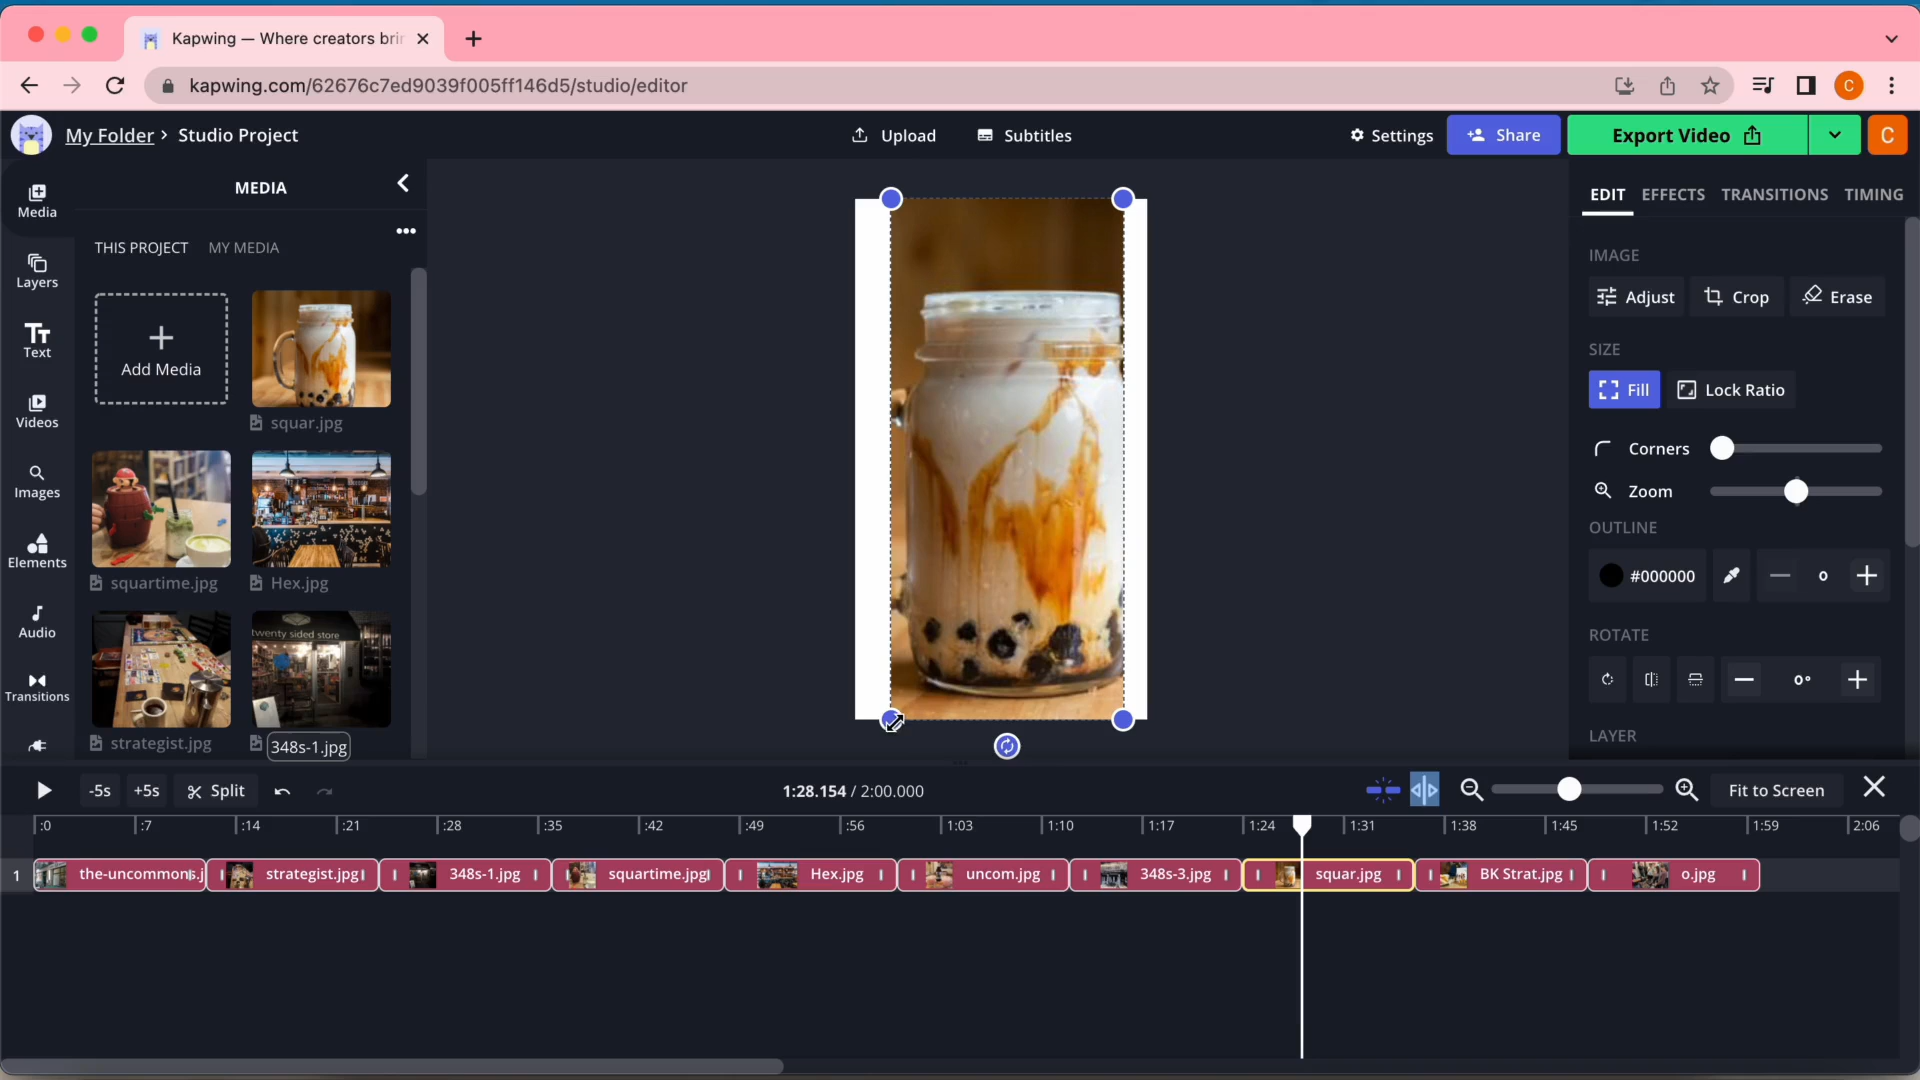 Kapwing — Where creators brin
kapwing.com/62676c7ed9039f005ff146d5/studio/editor
C
My Folder > Studio Project
Upload
Subtitles
Settings
Share
Export Video
C
Media
Layers
Text
Videos
Images
Elements
Audio
Transitions
MEDIA
THIS PROJECT MY MEDIA
Add Media
squar.jpg
squartime.jpg
Hex.jpg
twenty sided store
strategist.jpg
348s-1.jpg
EDIT EFFECTS TRANSITIONS TIMING
IMAGE
Adjust Crop Erase
SIZE
Fill Lock Ratio
Corners
Zoom
OUTLINE
#000000 0
ROTATE
0°
LAYER
-5s +5s Split
1:28.154 / 2:00.000
Fit to Screen
:0 :7 :14 :21 :28 :35 :42 :49 :56 1:03 1:10 1:17 1:24 1:31 1:38 1:45 1:52 1:59 2:06
1 the-uncommons.j strategist.jpg 348s-1.jpg squartime.jpg Hex.jpg uncom.jpg 348s-3.jpg squar.jpg BK Strat.jpg o.jpg